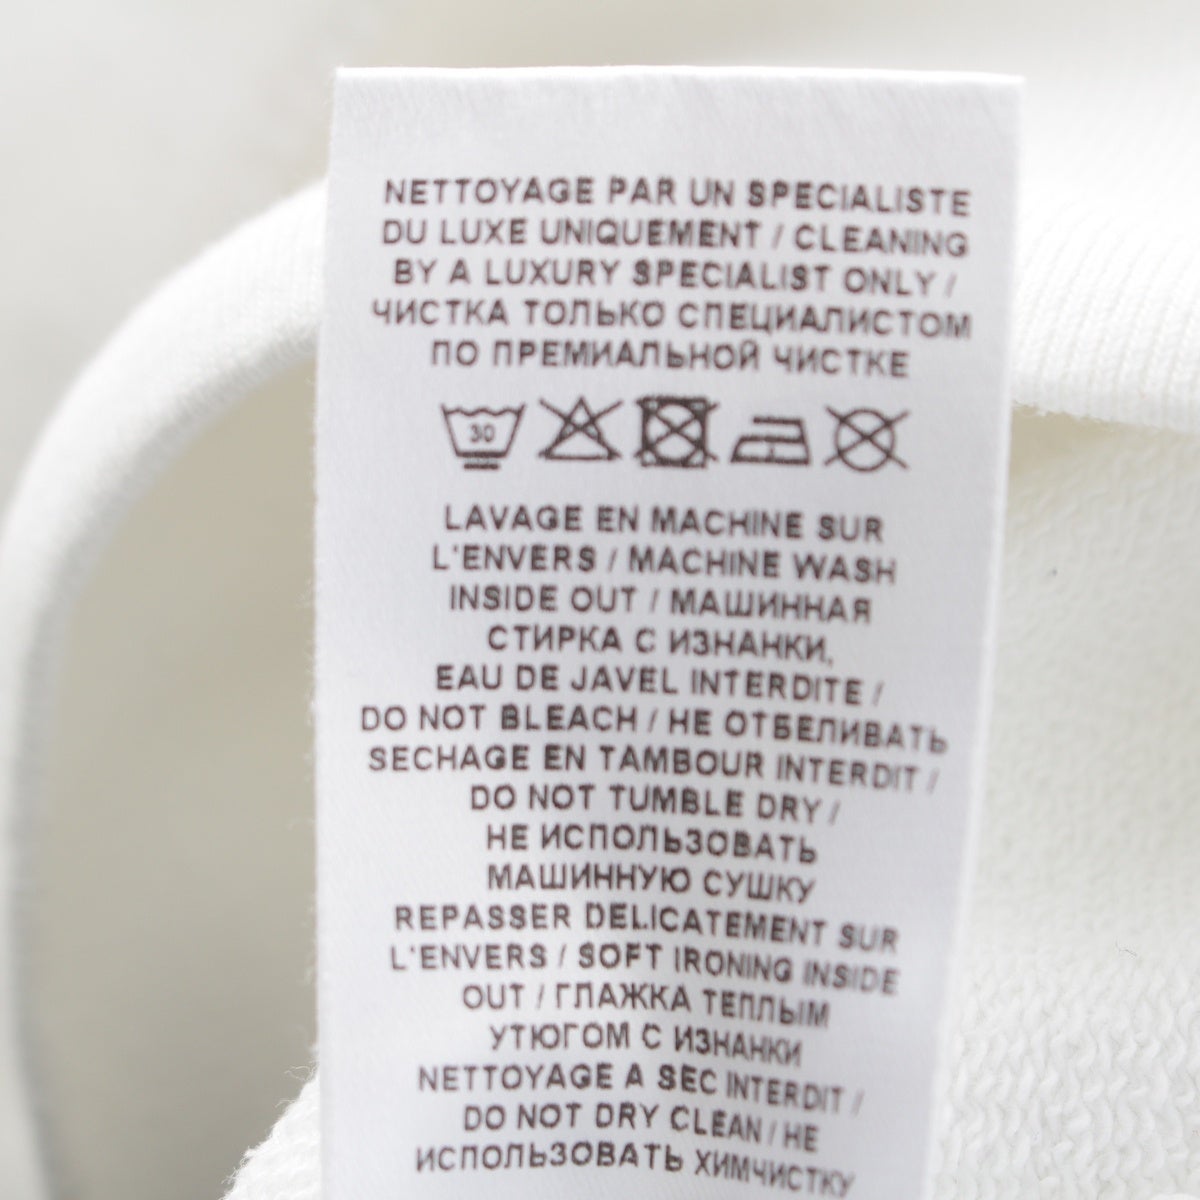 NETTOYAGE PAR UN SPECIALISTE
DU LUXE UNIQUEMENT / CLEANING
BY A LUXURY SPECIALIST ONLY /
ЧИСТКА ТОЛЬКО СПЕЦИАЛИСТОМ
ПО ПРЕМИАЛЬНОЙ ЧИСТКЕ
30
LAVAGE EN MACHINE SUR
L'ENVERS / MACHINE WASH
INSIDE OUT / МАШИННАЯ
СТИРКА С ИЗНАНКИ,
EAU DE JAVEL INTERDITE /
DO NOT BLEACH / НЕ ОТБЕЛИВАТЬ
SECHAGE EN TAMBOUR INTERDIT /
DO NOT TUMBLE DRY /
НЕ ИСПОЛЬЗОВАТЬ
МАШИННУЮ СУШКУ
REPASSER DELICATEMENT SUR
L'ENVERS / SOFT IRONING INSIDE
OUT / ГЛАЖКА ТЕПЛЫМ
УТЮГОМ С ИЗНАНКИ
NETTOYAGE A SEC INTERDIT /
DO NOT DRY CLEAN / НЕ
ИСПОЛЬЗОВАТЬ ХИМЧИСТКУ